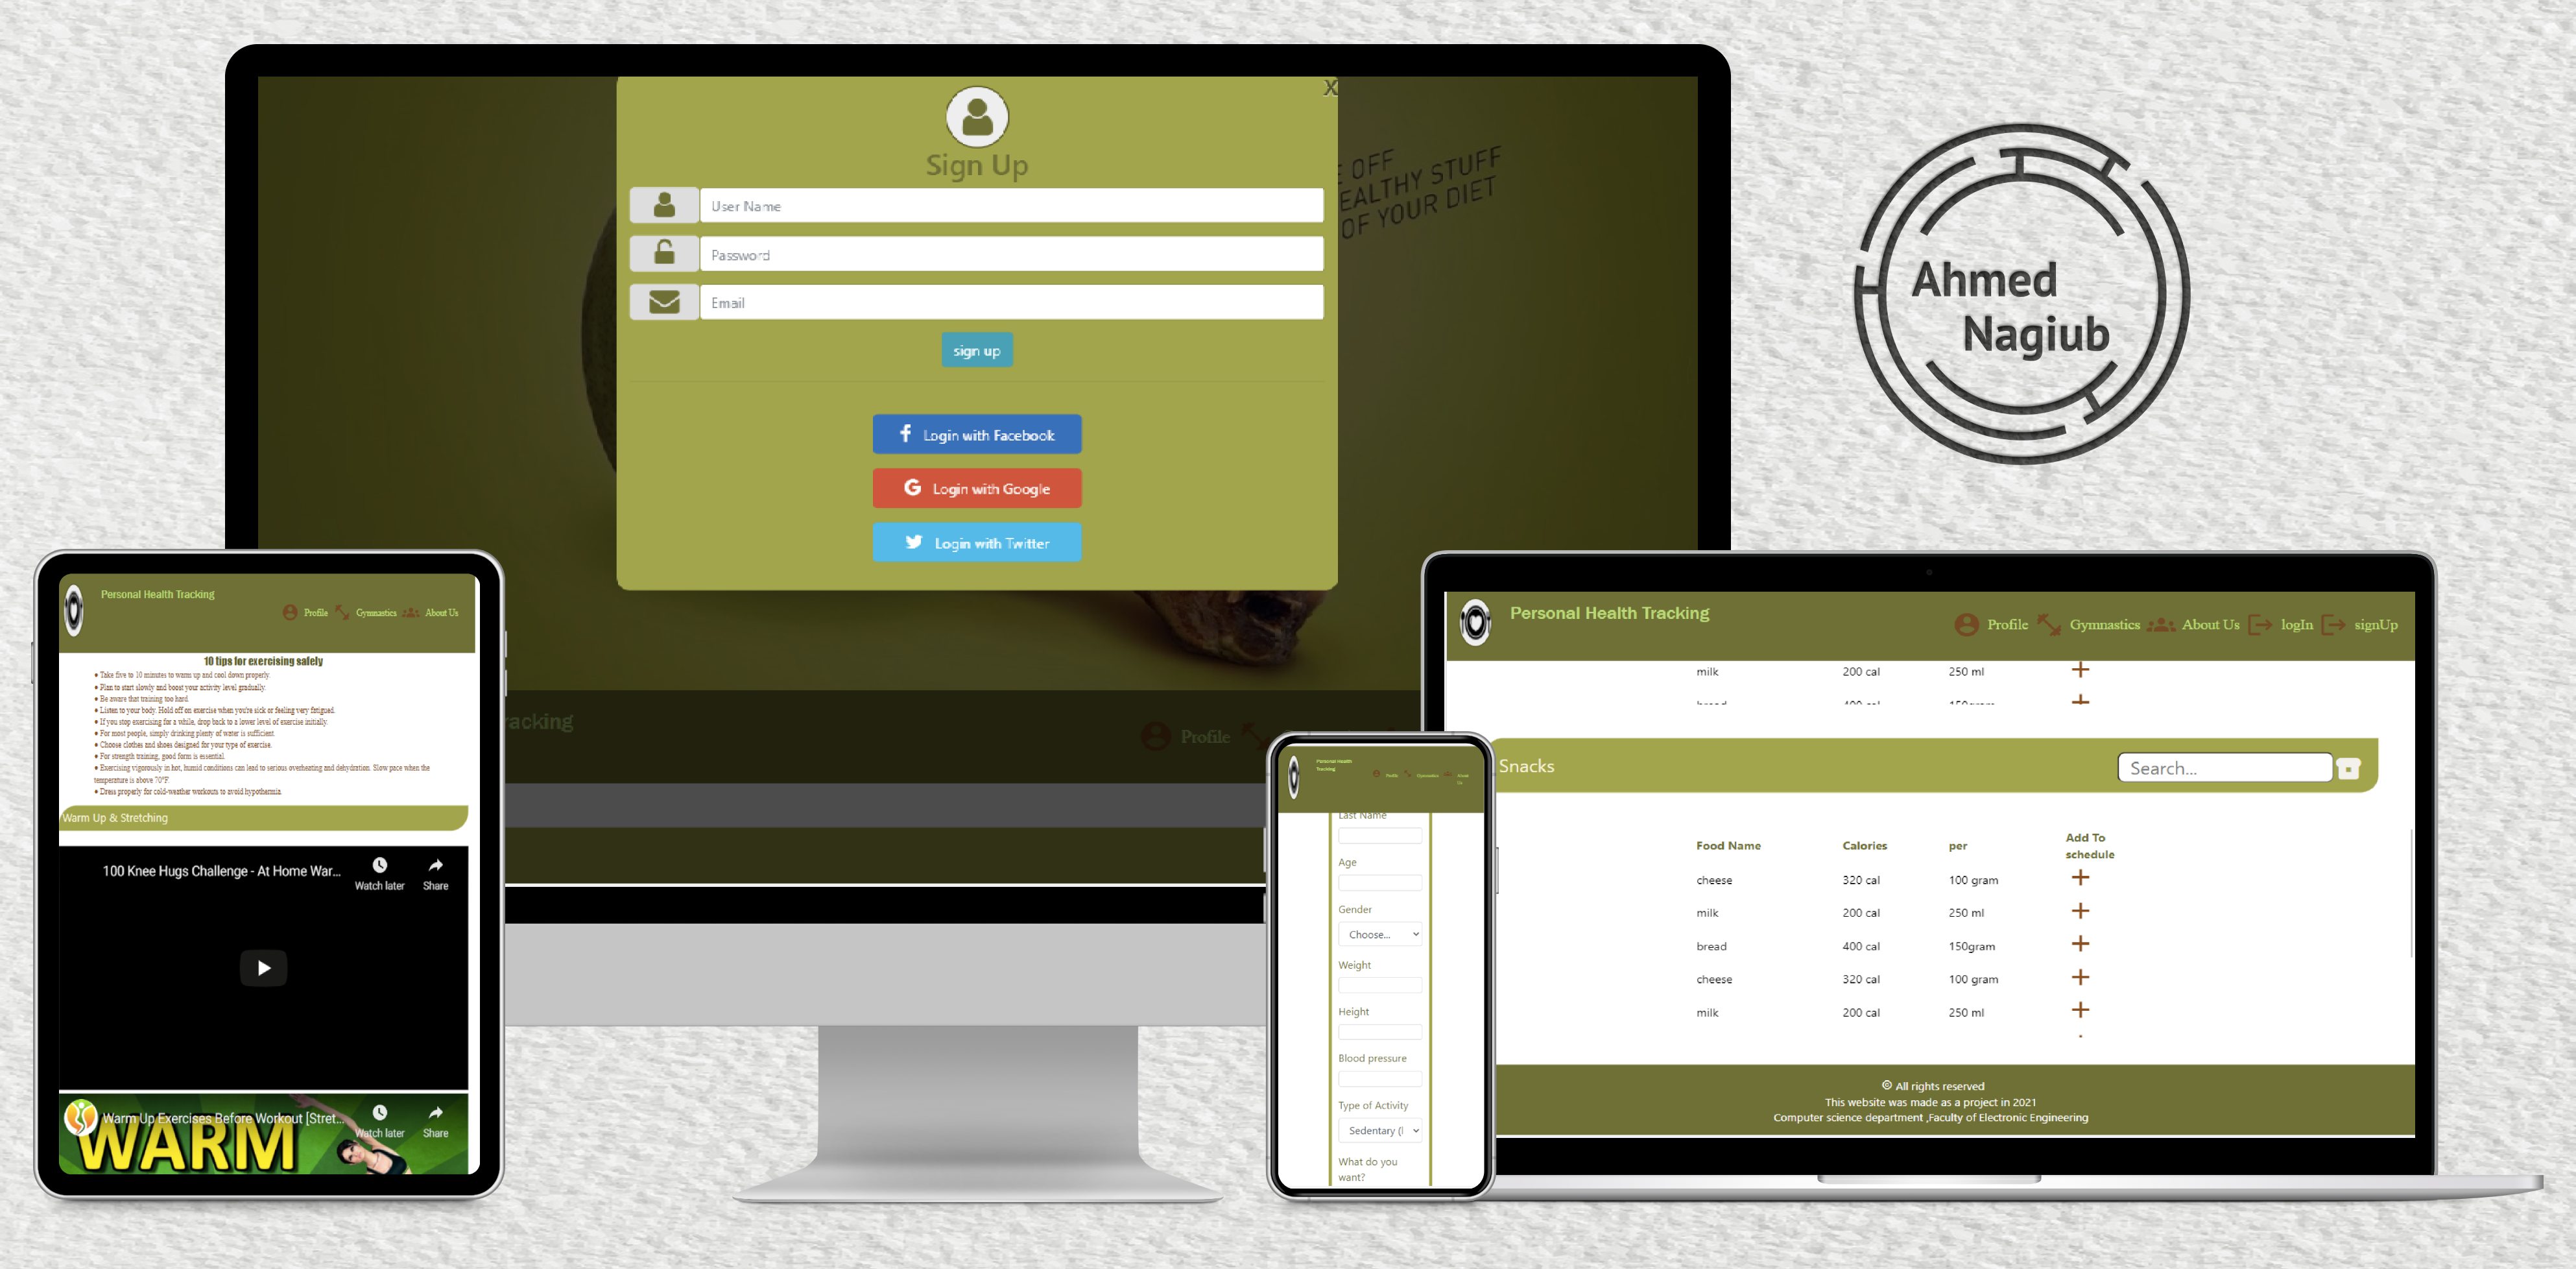 X
Sign Up
User Name
Password
Email
sign up
Login with Facebook
Login with Google
Login with Twitter
OFF
EALTHY STUFF
OF YOUR DIET
racking
Profile
Ahmed
Nagiub
Personal Health Tracking
Profile
Gymnastics
About Us
10 tips for exercising safely
• Take five to 10 minutes to warm up and cool down properly.
• Plan to start slowly and boost your activity level gradually.
• Be aware that training too hard.
• Listen to your body. Hold off on exercise when you're sick or feeling very fatigued.
• If you stop exercising for a while, drop back to a lower level of exercise initially.
• For most people, simply drinking plenty of water is sufficient.
• Choose clothes and shoes designed for your type of exercise.
• For strength training, good form is essential.
• Exercising vigorously in hot, humid conditions can lead to serious overheating and dehydration. Slow pace when the
temperature is above 70°F.
• Dress properly for cold-weather workouts to avoid hypothermia.
Warm Up & Stretching
100 Knee Hugs Challenge - At Home War...
Watch later
Share
Warm Up Exercises Before Workout [Stret...
Watch later
Share
WARM
Personal Health
Tracking
Profile
Gymnastics
About
Us
Last Name
Age
Gender
Choose...
Weight
Height
Blood pressure
Type of Activity
Sedentary (l
What do you
want?
Personal Health Tracking
Profile
Gymnastics
About Us
logIn
signUp
milk 200 cal 250 ml +
bread 400 cal 150gram +
Snacks
Search...
Food Name Calories per Add To
schedule
cheese 320 cal 100 gram +
milk 200 cal 250 ml +
bread 400 cal 150gram +
cheese 320 cal 100 gram +
milk 200 cal 250 ml +
© All rights reserved
This website was made as a project in 2021
Computer science department ,Faculty of Electronic Engineering